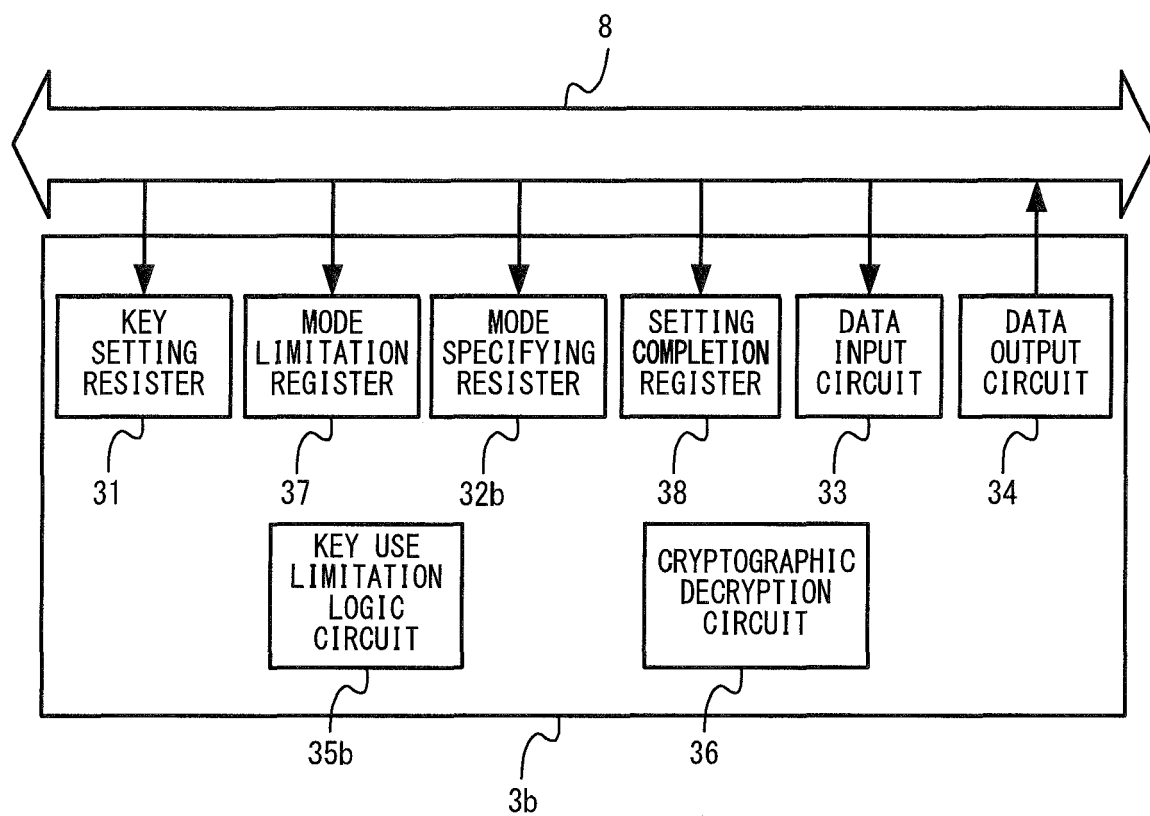 8
KEY
SETTING
RESISTER
MODE
LIMITATION
REGISTER
MODE
SPECIFYING
RESISTER
SETTING
COMPLETION
REGISTER
DATA
INPUT
CIRCUIT
DATA
OUTPUT
CIRCUIT
31
37
32b
38
33
34
KEY USE
LIMITATION
LOGIC
CIRCUIT
CRYPTOGRAPHIC
DECRYPTION
CIRCUIT
35b
36
3b